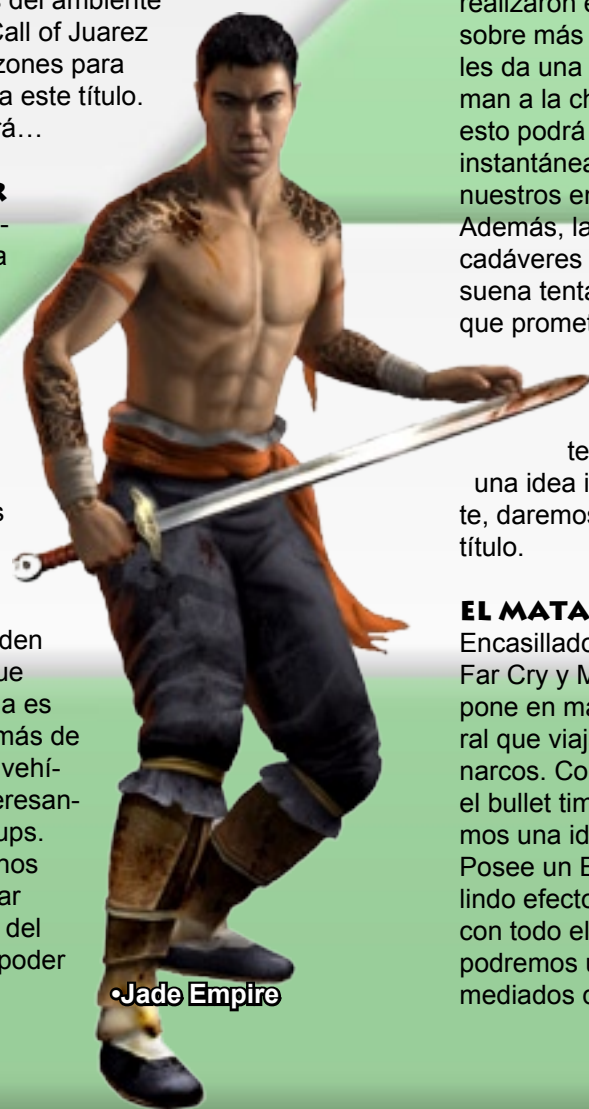 del ambiente
Call of Juarez
zones para
a este título.
rá…
R
-
a
s
den
ue
a es
más de
vehí-
eresan-
ups.
nos
ar
del
poder
•Jade Empire
realizaron e
sobre más
les da una
man a la ch
esto podrá
instantánea
nuestros en
Además, la
cadáveres
suena tenta
que promet
te
una idea i
te, daremos
título.
EL MATA
Encasillado
Far Cry y M
pone en ma
ral que viaj
narcos. Co
el bullet tim
mos una id
Posee un E
lindo efecto
con todo el
podremos u
mediados d